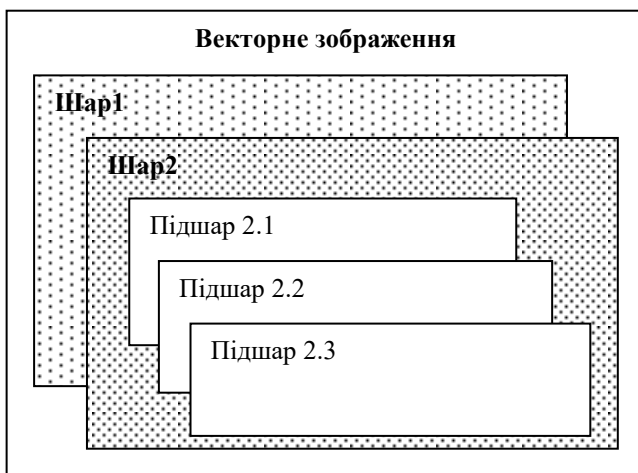 Векторне зображення
Шар1
Шар2
Підшар 2.1
Підшар 2.2
Підшар 2.3